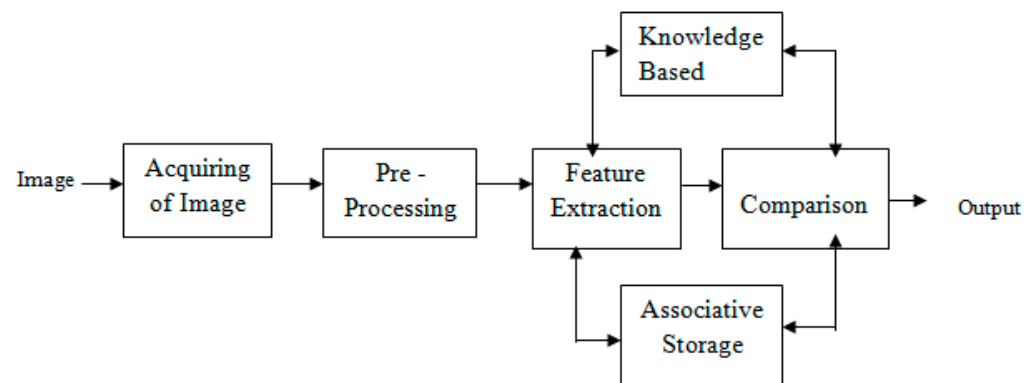 Knowledge
Based
Image
Acquiring
of Image
Pre -
Processing
Feature
Extraction
Comparison
Output
Associative
Storage